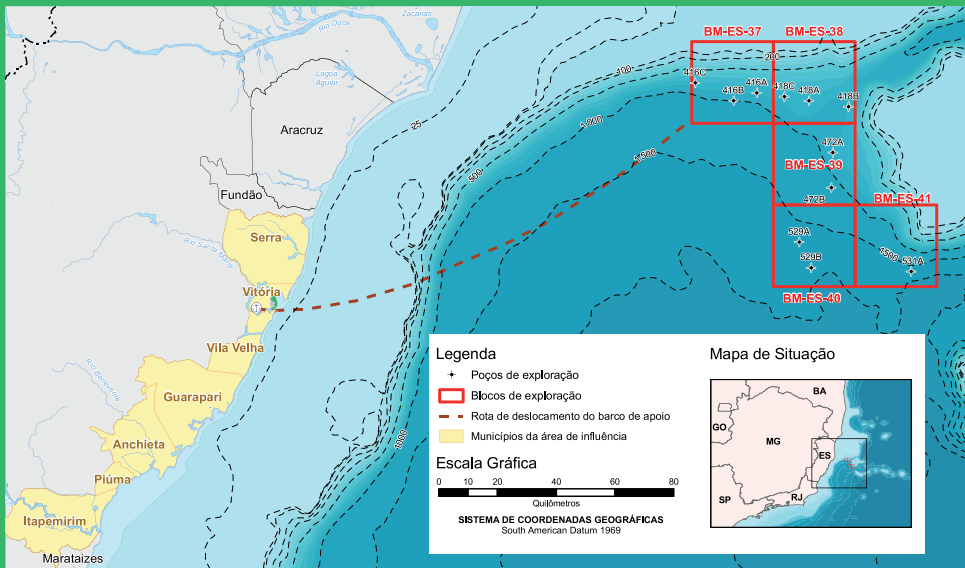 Zacanas
Rio Doce
Lagoa
Aguiar
Aracruz
Fundão
Serra
Rio Santa Maria
Vitória
Vila Velha
Rio Benevente
Guarapari
Anchieta
Piúma
Itapemirim
Marataizes
25
400
200
500
1.000
1.500
1000
1500
BM-ES-37
BM-ES-38
416C
416B
416A
418C
418A
418B
472A
BM-ES-39
472B
BM-ES-41
529A
529B
531A
BM-ES-40
Legenda
Poços de exploração
Blocos de exploração
Rota de deslocamento do barco de apoio
Municípios da área de influência
Escala Gráfica
0 10 20 40 60 80
Quilômetros
SISTEMA DE COORDENADAS GEOGRÁFICAS
South American Datum 1969
Mapa de Situação
BA
GO
MG
ES
SP
RJ